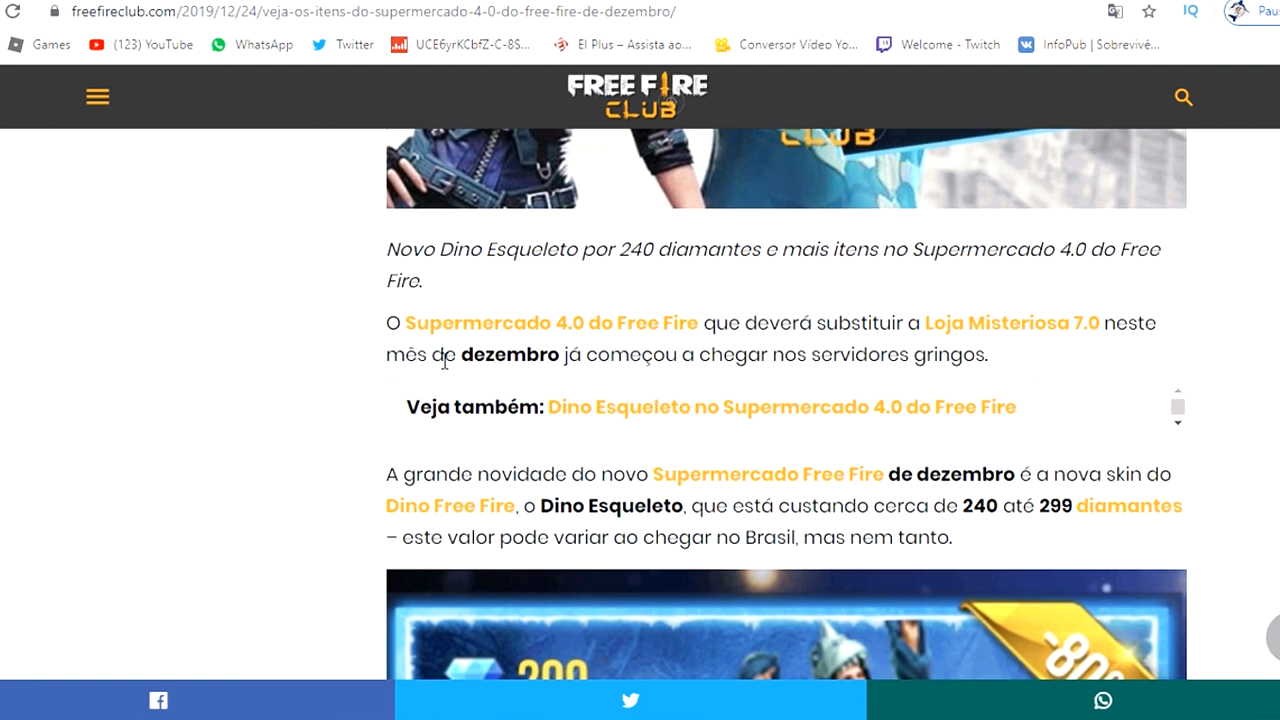 freefireclub.com/2019/12/24/veja-os-itens-do-supermercado-4-0-do-free-fire-de-dezembro/
IQ
Games (123) YouTube WhatsApp Twitter UCE6yrKCbfZ-C-8S... El Plus – Assista ao... Conversor Vídeo Yo... Welcome - Twitch InfoPub | Sobrevivê...
FREE FIRE
CLUB
CLUB
Novo Dino Esqueleto por 240 diamantes e mais itens no Supermercado 4.0 do Free
Fire.
O Supermercado 4.0 do Free Fire que deverá substituir a Loja Misteriosa 7.0 neste
mês de dezembro já começou a chegar nos servidores gringos.
Veja também: Dino Esqueleto no Supermercado 4.0 do Free Fire
A grande novidade do novo Supermercado Free Fire de dezembro é a nova skin do
Dino Free Fire, o Dino Esqueleto, que está custando cerca de 240 até 299 diamantes
– este valor pode variar ao chegar no Brasil, mas nem tanto.